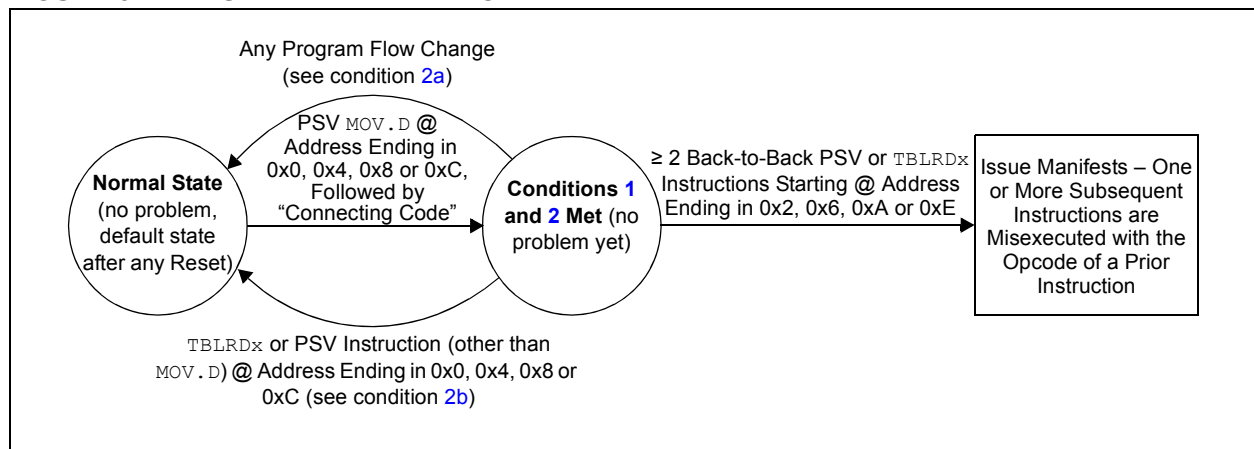 Any Program Flow Change
(see condition 2a)
PSV MOV.D @
Address Ending in
0x0, 0x4, 0x8 or 0xC,
Followed by
“Connecting Code”
Normal State
(no problem,
default state
after any Reset)
Conditions 1
and 2 Met (no
problem yet)
≥ 2 Back-to-Back PSV or TBLRDx
Instructions Starting @ Address
Ending in 0x2, 0x6, 0xA or 0xE
Issue Manifests – One
or More Subsequent
Instructions are
Misexecuted with the
Opcode of a Prior
Instruction
TBLRDx or PSV Instruction (other than
MOV.D) @ Address Ending in 0x0, 0x4, 0x8 or
0xC (see condition 2b)